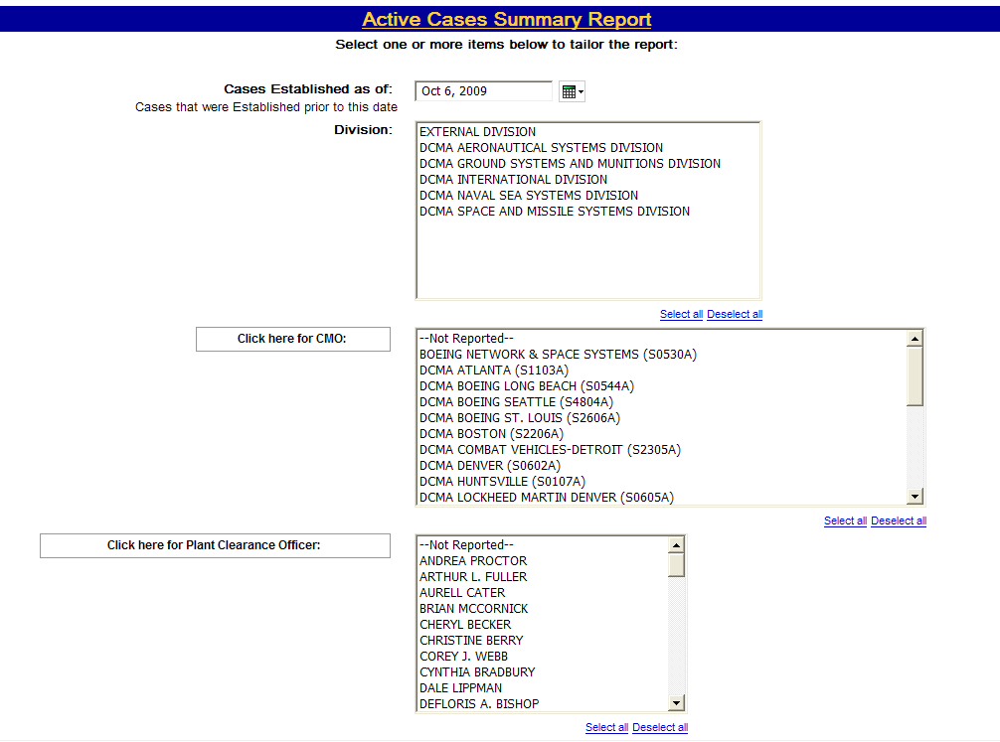 Active Cases Summary Report
Select one or more items below to tailor the report:
Cases Established as of:
Oct 6, 2009
Cases that were Established prior to this date
Division:
EXTERNAL DIVISION
DCMA AERONAUTICAL SYSTEMS DIVISION
DCMA GROUND SYSTEMS AND MUNITIONS DIVISION
DCMA INTERNATIONAL DIVISION
DCMA NAVAL SEA SYSTEMS DIVISION
DCMA SPACE AND MISSILE SYSTEMS DIVISION
Select all Deselect all
Click here for CMO:
--Not Reported--
BOEING NETWORK & SPACE SYSTEMS (S0530A)
DCMA ATLANTA (S1103A)
DCMA BOEING LONG BEACH (S0544A)
DCMA BOEING SEATTLE (S4804A)
DCMA BOEING ST. LOUIS (S2606A)
DCMA BOSTON (S2206A)
DCMA COMBAT VEHICLES-DETROIT (S2305A)
DCMA DENVER (S0602A)
DCMA HUNTSVILLE (S0107A)
DCMA LOCKHEED MARTIN DENVER (S0605A)
Select all Deselect all
Click here for Plant Clearance Officer:
--Not Reported--
ANDREA PROCTOR
ARTHUR L. FULLER
AURELL CATER
BRIAN MCCORNICK
CHERYL BECKER
CHRISTINE BERRY
COREY J. WEBB
CYNTHIA BRADBURY
DALE LIPPMAN
DEFLORIS A. BISHOP
Select all Deselect all